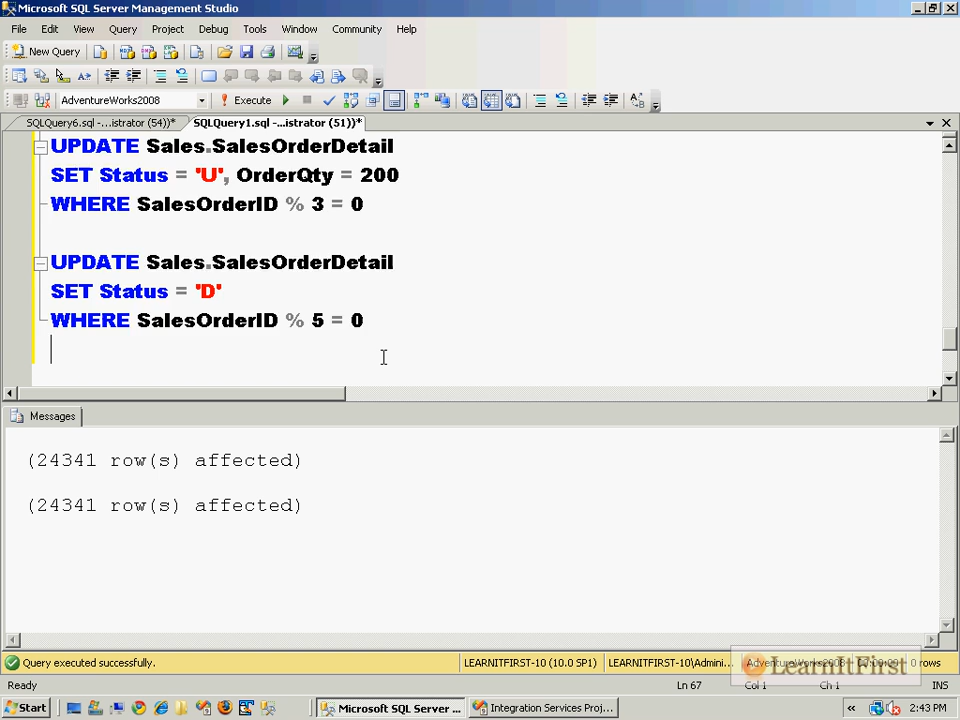 Microsoft SQL Server Management Studio
File Edit View Query Project Debug Tools Window Community Help
New Query
AdventureWorks2008 Execute
SQLQuery6.sql -...istrator (54))* SQLQuery1.sql -...istrator (51))*
UPDATE Sales.SalesOrderDetail
SET Status = 'U', OrderQty = 200
WHERE SalesOrderID % 3 = 0
UPDATE Sales.SalesOrderDetail
SET Status = 'D'
WHERE SalesOrderID % 5 = 0
Messages
(24341 row(s) affected)
(24341 row(s) affected)
Query executed successfully. LEARNITFIRST-10 (10.0 SP1) LEARNITFIRST-10\Admini... AdventureWorks2008 00:00:00 0 rows
LearnItFirst
Ready Ln 67 Col 1 Ch 1 INS
Start Microsoft SQL Server ... Integration Services Proj... « 2:43 PM